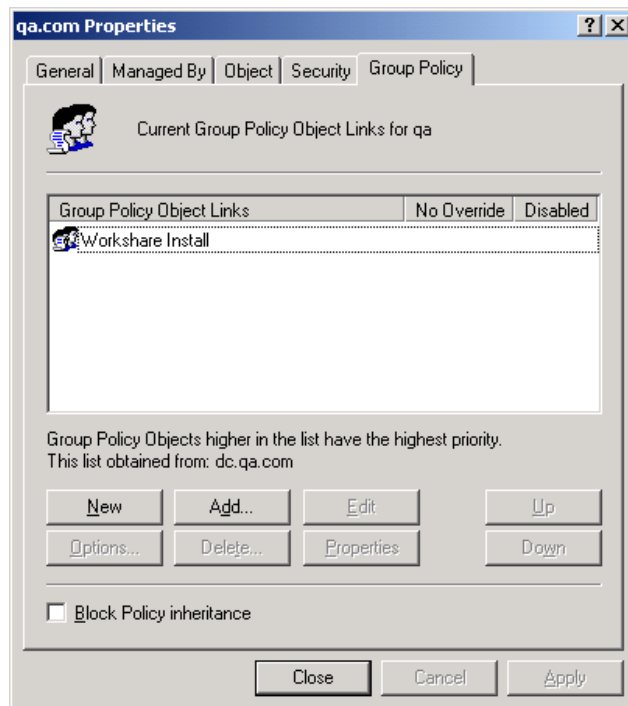 qa.com Properties
General Managed By Object Security Group Policy
Current Group Policy Object Links for qa
Group Policy Object Links No Override Disabled
Workshare Install
Group Policy Objects higher in the list have the highest priority.
This list obtained from: dc.qa.com
New Add... Edit Up
Options... Delete... Properties Down
Block Policy inheritance
Close Cancel Apply